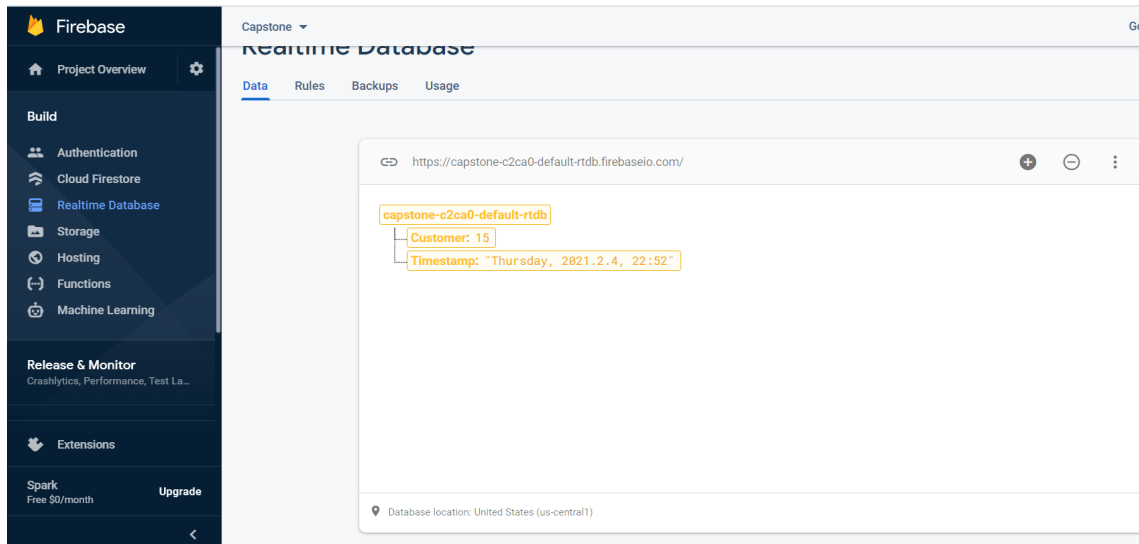 Firebase
Project Overview
Build
Authentication
Cloud Firestore
Realtime Database
Storage
Hosting
Functions
Machine Learning
Release & Monitor
Crashlytics, Performance, Test La...
Extensions
Spark
Free $0/month
Upgrade
Capstone
Go
Realtime Database
Data Rules Backups Usage
https://capstone-c2ca0-default-rtdb.firebaseio.com/
capstone-c2ca0-default-rtdb
Customer: 15
Timestamp: "Thursday, 2021.2.4, 22:52"
Database location: United States (us-central1)